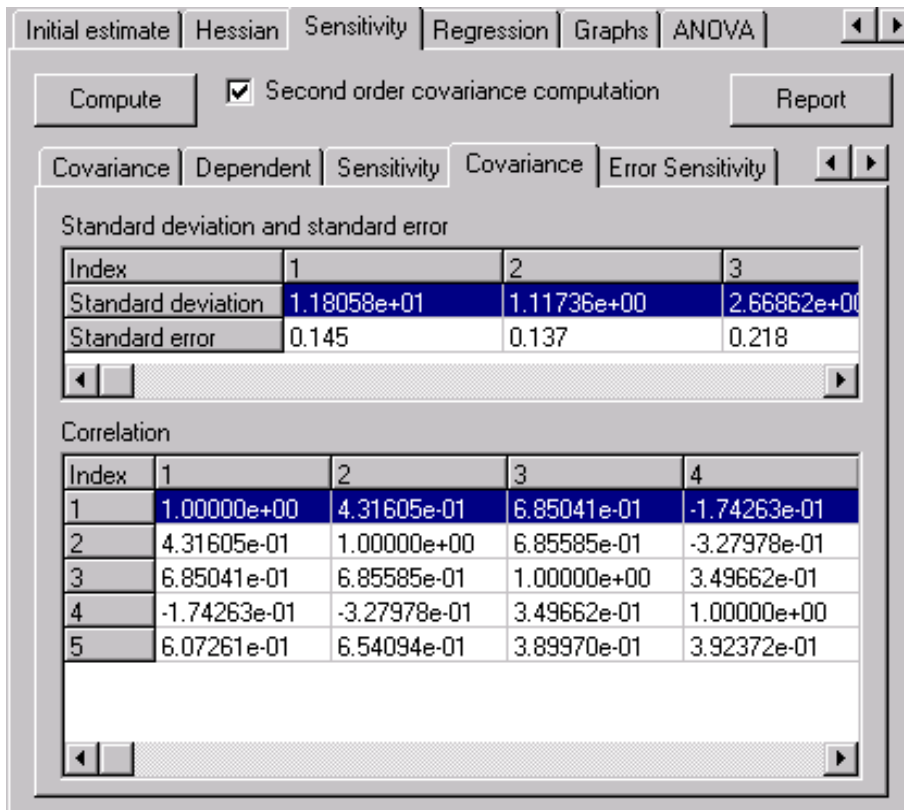 Initial estimate Hessian Sensitivity Regression Graphs ANOVA
Compute Second order covariance computation Report
Covariance Dependent Sensitivity Covariance Error Sensitivity
Standard deviation and standard error
Index 1 2 3
Standard deviation 1.18058e+01 1.11736e+00 2.66862e+00
Standard error 0.145 0.137 0.218
Correlation
Index 1 2 3 4
1 1.00000e+00 4.31605e-01 6.85041e-01 -1.74263e-01
2 4.31605e-01 1.00000e+00 6.85585e-01 -3.27978e-01
3 6.85041e-01 6.85585e-01 1.00000e+00 3.49662e-01
4 -1.74263e-01 -3.27978e-01 3.49662e-01 1.00000e+00
5 6.07261e-01 6.54094e-01 3.89970e-01 3.92372e-01